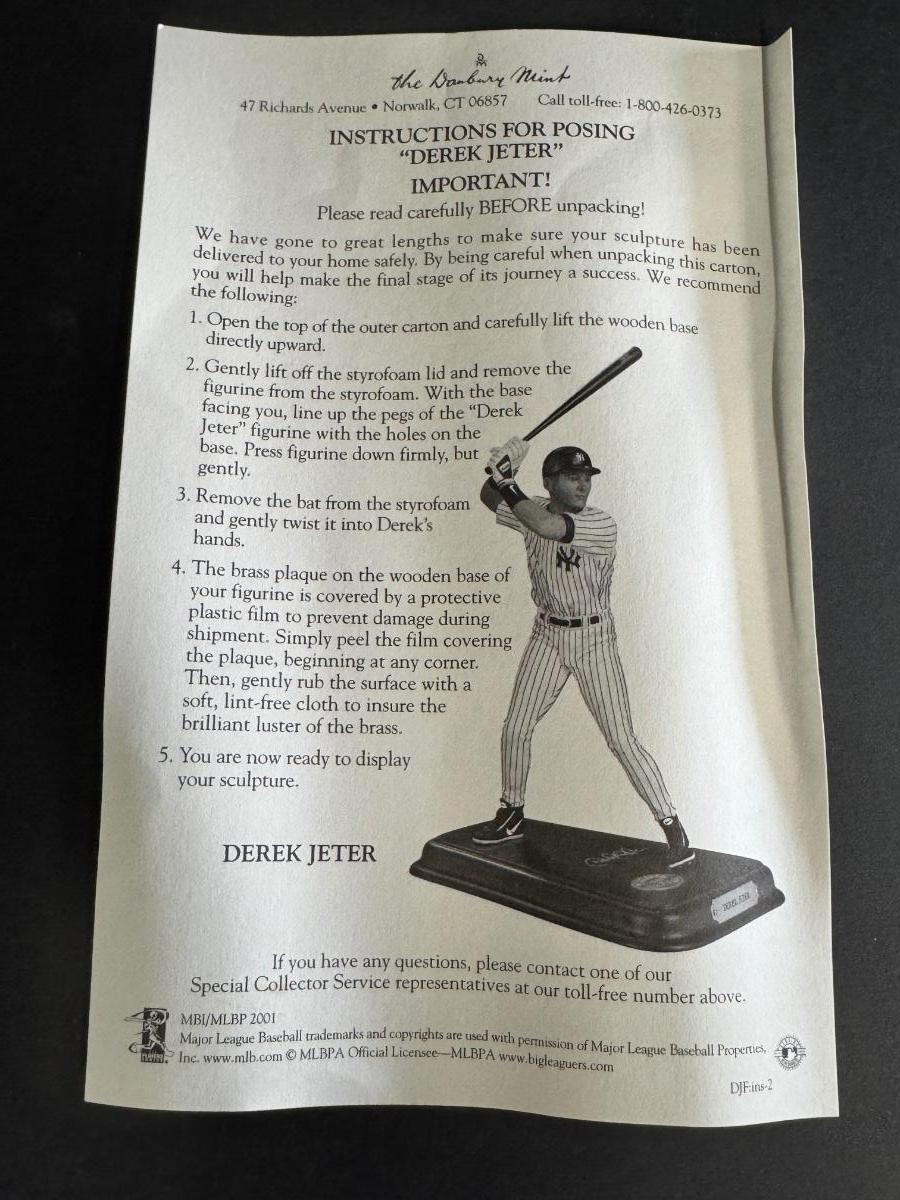 the Danbury Mint
47 Richards Avenue • Norwalk, CT 06857 Call toll-free: 1-800-426-0373
INSTRUCTIONS FOR POSING
“DEREK JETER”
IMPORTANT!
Please read carefully BEFORE unpacking!
We have gone to great lengths to make sure your sculpture has been
delivered to your home safely. By being careful when unpacking this carton,
you will help make the final stage of its journey a success. We recommend
the following:
1. Open the top of the outer carton and carefully lift the wooden base
directly upward.
2. Gently lift off the styrofoam lid and remove the
figurine from the styrofoam. With the base
facing you, line up the pegs of the “Derek
Jeter” figurine with the holes on the
base. Press figurine down firmly, but
gently.
3. Remove the bat from the styrofoam
and gently twist it into Derek's
hands.
4. The brass plaque on the wooden base of
your figurine is covered by a protective
plastic film to prevent damage during
shipment. Simply peel the film covering
the plaque, beginning at any corner.
Then, gently rub the surface with a
soft, lint-free cloth to insure the
brilliant luster of the brass.
5. You are now ready to display
your sculpture.
NY
DEREK JETER
DEREK JETER
If you have any questions, please contact one of our
Special Collector Service representatives at our toll-free number above.
MBI/MLBP 2001
Major League Baseball trademarks and copyrights are used with permission of Major League Baseball Properties,
Inc. www.mlb.com © MLBPA Official Licensee—MLBPA www.bigleaguers.com
DJF:ins-2